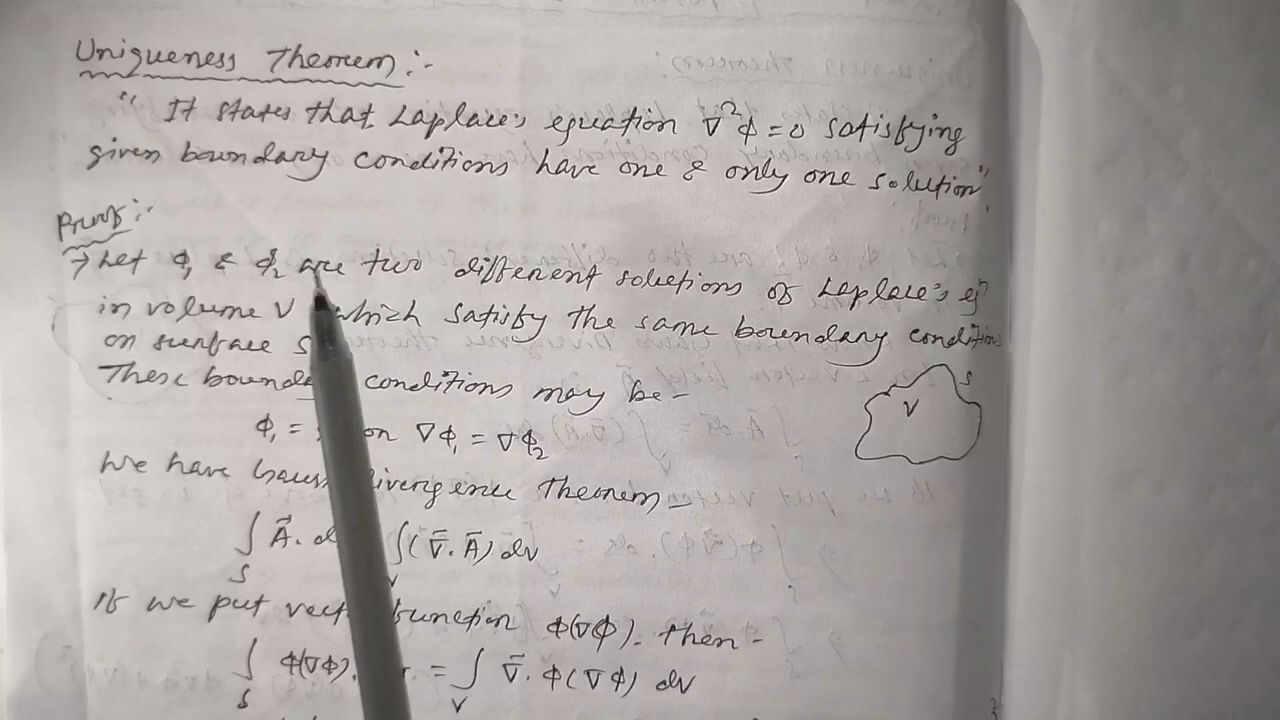 Uniqueness Theorem :-
" It states that Laplace's equation ∇²Φ = 0 satisfying
given boundary conditions have one & only one solution".
Proof :-
→ Let Φ₁ & Φ₂ are two different solutions of Laplace's eqⁿ
in volume V which satisfy the same boundary conditions
on surface S
These bounda conditions may be -
Φ₁ = on ∇Φ₁ = ∇Φ₂
S
V
We have Gauss divergence Theorem -
∫S A⃗. d ∫V (∇⃗. A⃗) dv
If we put vect function Φ(∇Φ). then -
∫S Φ(∇Φ). = ∫V ∇⃗. Φ(∇Φ) dv